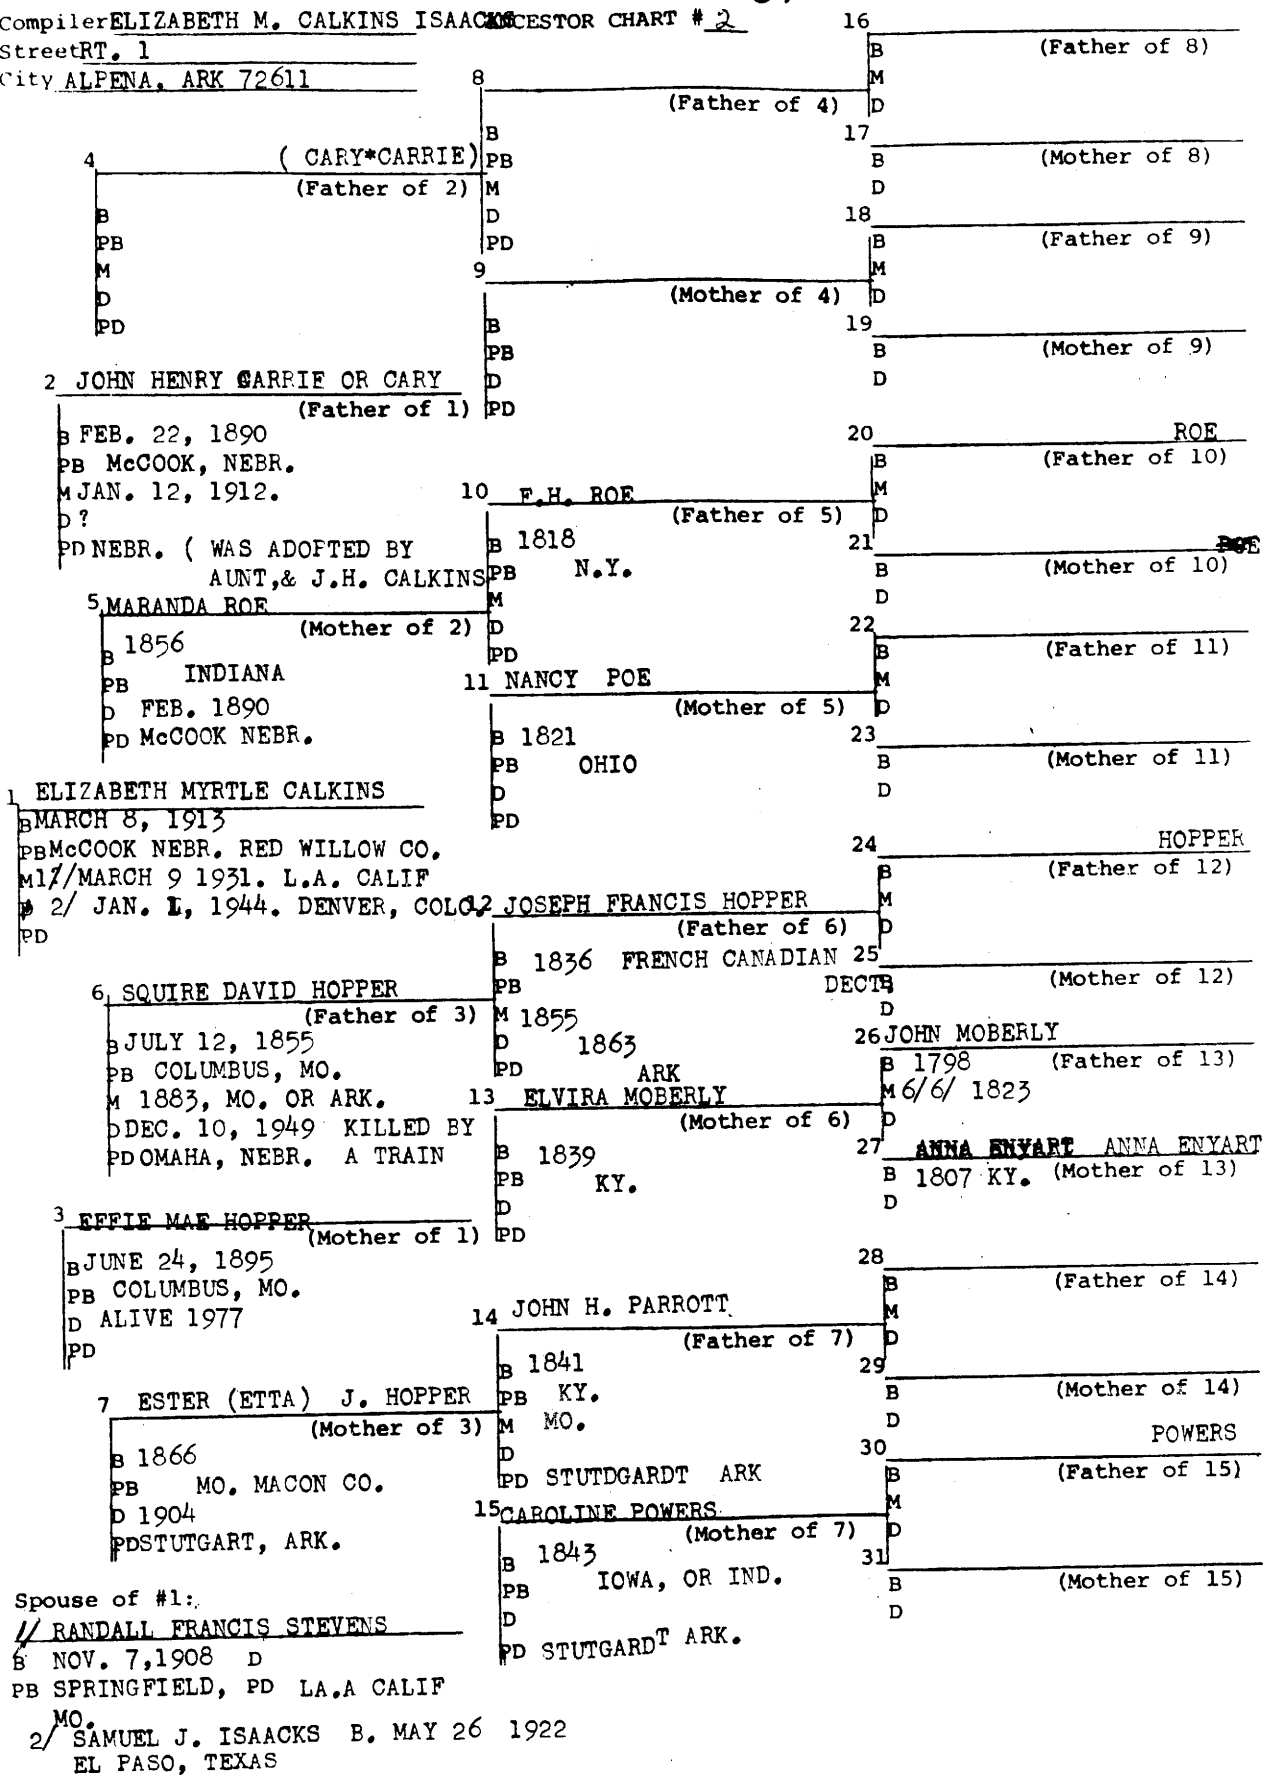 Compiler ELIZABETH M. CALKINS ISAACKS ANCESTOR CHART # 2
Street RT. 1
City ALPENA, ARK 72611
16
B (Father of 8)
M
D
8
(Father of 4)
B
PB
M
D
PD
17
(Mother of 8)
B
D
4 ( CARY*CARRIE)
(Father of 2)
B
PB
M
D
PD
18
(Father of 9)
B
M
D
9
(Mother of 4)
B
PB
D
PD
19
(Mother of 9)
B
D
2 JOHN HENRY CARRIE OR CARY
(Father of 1)
B FEB. 22, 1890
PB McCOOK, NEBR.
M JAN. 12, 1912.
D ?
PD NEBR. ( WAS ADOPTED BY
AUNT,& J.H. CALKINS
20 ROE
(Father of 10)
B
M
D
10 F.H. ROE
(Father of 5)
B 1818
PB N.Y.
M
D
PD
21
(Mother of 10)
B
D
5 MARANDA ROE
(Mother of 2)
B 1856
PB INDIANA
D FEB. 1890
PD McCOOK NEBR.
22
(Father of 11)
B
M
D
11 NANCY POE
(Mother of 5)
B 1821
PB OHIO
D
PD
23
(Mother of 11)
B
D
1 ELIZABETH MYRTLE CALKINS
B MARCH 8, 1913
PB McCOOK NEBR. RED WILLOW CO.
M 1/ MARCH 9 1931. L.A. CALIF
D 2/ JAN. 1, 1944. DENVER, COLO.
PD
24 HOPPER
(Father of 12)
B
M
D
12 JOSEPH FRANCIS HOPPER
(Father of 6)
B 1836 FRENCH CANADIAN
PB DECT.
M 1855
D 1863
PD ARK
25
(Mother of 12)
B
D
6 SQUIRE DAVID HOPPER
(Father of 3)
B JULY 12, 1855
PB COLUMBUS, MO.
M 1883, MO. OR ARK.
D DEC. 10, 1949 KILLED BY
PD OMAHA, NEBR. A TRAIN
26 JOHN MOBERLY
B 1798 (Father of 13)
M 6/6/ 1823
D
13 ELVIRA MOBERLY
(Mother of 6)
B 1839
PB KY.
D
PD
27 ANNA ENYART ANNA ENYART
B 1807 KY. (Mother of 13)
D
3 EFFIE MAE HOPPER
(Mother of 1)
B JUNE 24, 1895
PB COLUMBUS, MO.
D ALIVE 1977
PD
28
(Father of 14)
B
M
D
14 JOHN H. PARROTT
(Father of 7)
B 1841
PB KY.
M MO.
D
PD STUTDGARDT ARK
29
(Mother of 14)
B
D
7 ESTER (ETTA) J. HOPPER
(Mother of 3)
B 1866
PB MO. MACON CO.
D 1904
PD STUTGART, ARK.
30 POWERS
(Father of 15)
B
M
D
15 CAROLINE POWERS
(Mother of 7)
B 1843
PB IOWA, OR IND.
D
PD STUTGARDT ARK.
31
(Mother of 15)
B
D
Spouse of #1:
1/ RANDALL FRANCIS STEVENS
B NOV. 7,1908 D
PB SPRINGFIELD, PD LA.A CALIF
MO.
2/ SAMUEL J. ISAACKS B. MAY 26 1922
EL PASO, TEXAS